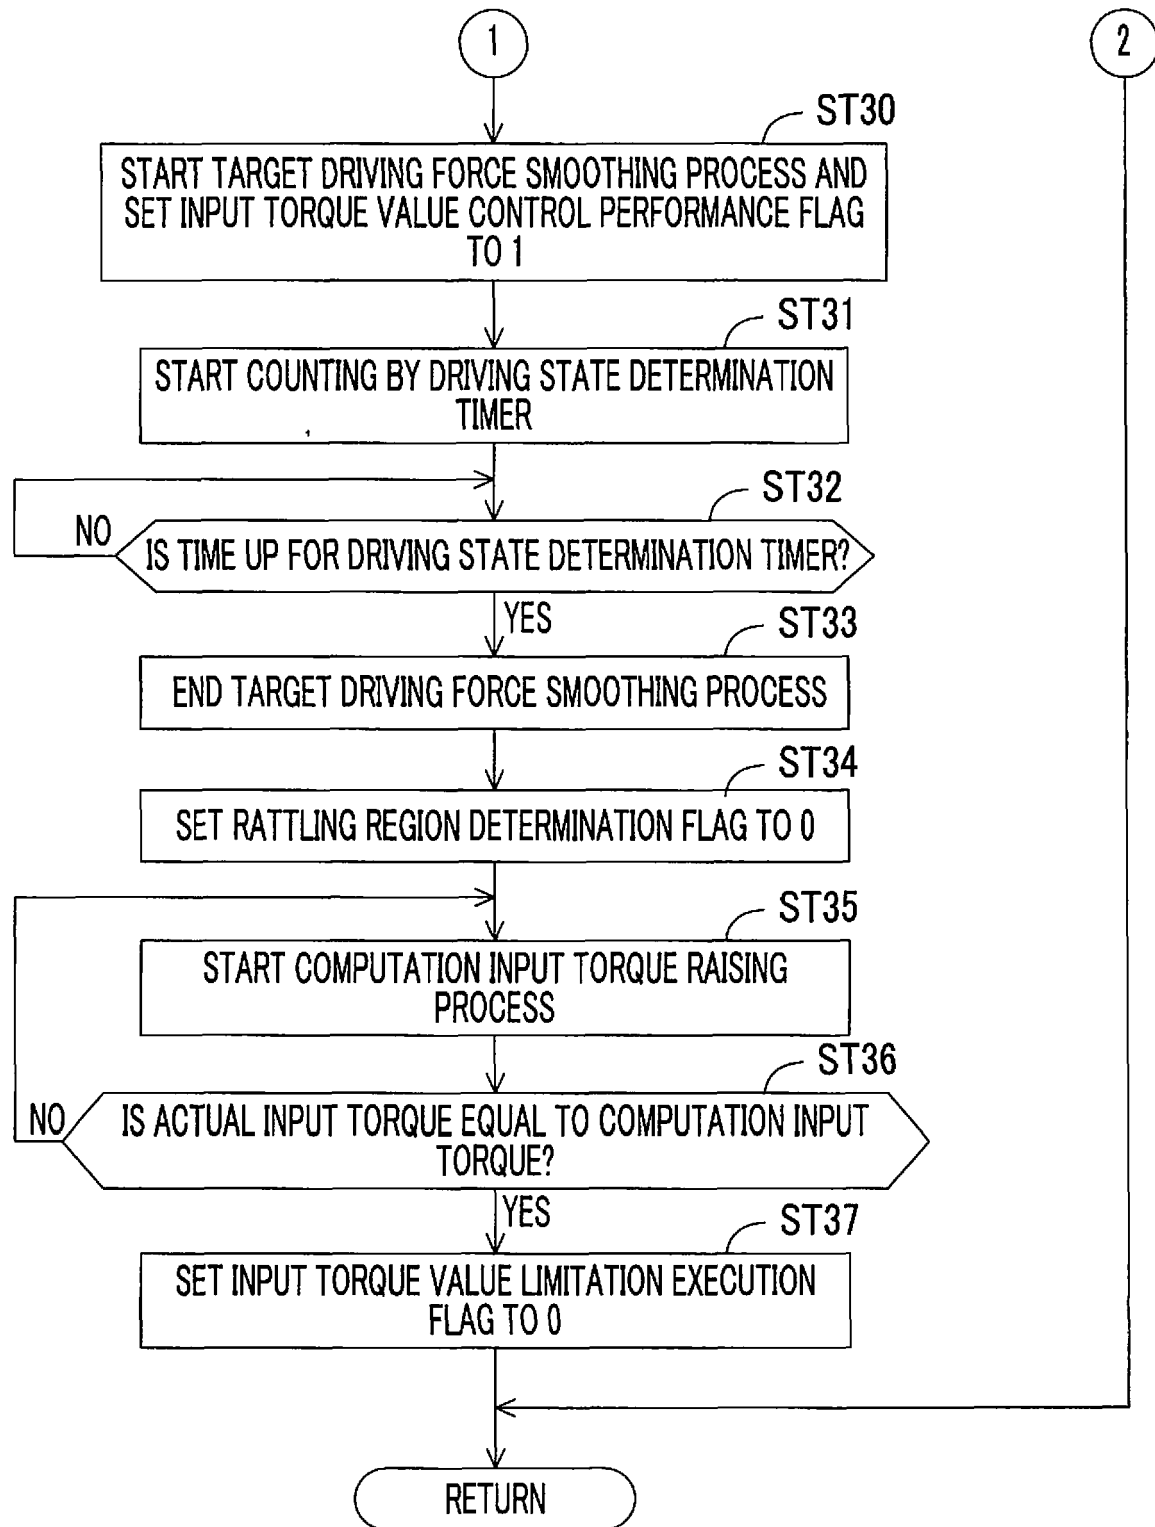 1
2
ST30
START TARGET DRIVING FORCE SMOOTHING PROCESS AND
SET INPUT TORQUE VALUE CONTROL PERFORMANCE FLAG
TO 1
ST31
START COUNTING BY DRIVING STATE DETERMINATION
TIMER
ST32
NO
IS TIME UP FOR DRIVING STATE DETERMINATION TIMER?
YES
ST33
END TARGET DRIVING FORCE SMOOTHING PROCESS
ST34
SET RATTLING REGION DETERMINATION FLAG TO 0
ST35
START COMPUTATION INPUT TORQUE RAISING
PROCESS
ST36
NO
IS ACTUAL INPUT TORQUE EQUAL TO COMPUTATION INPUT
TORQUE?
YES
ST37
SET INPUT TORQUE VALUE LIMITATION EXECUTION
FLAG TO 0
RETURN